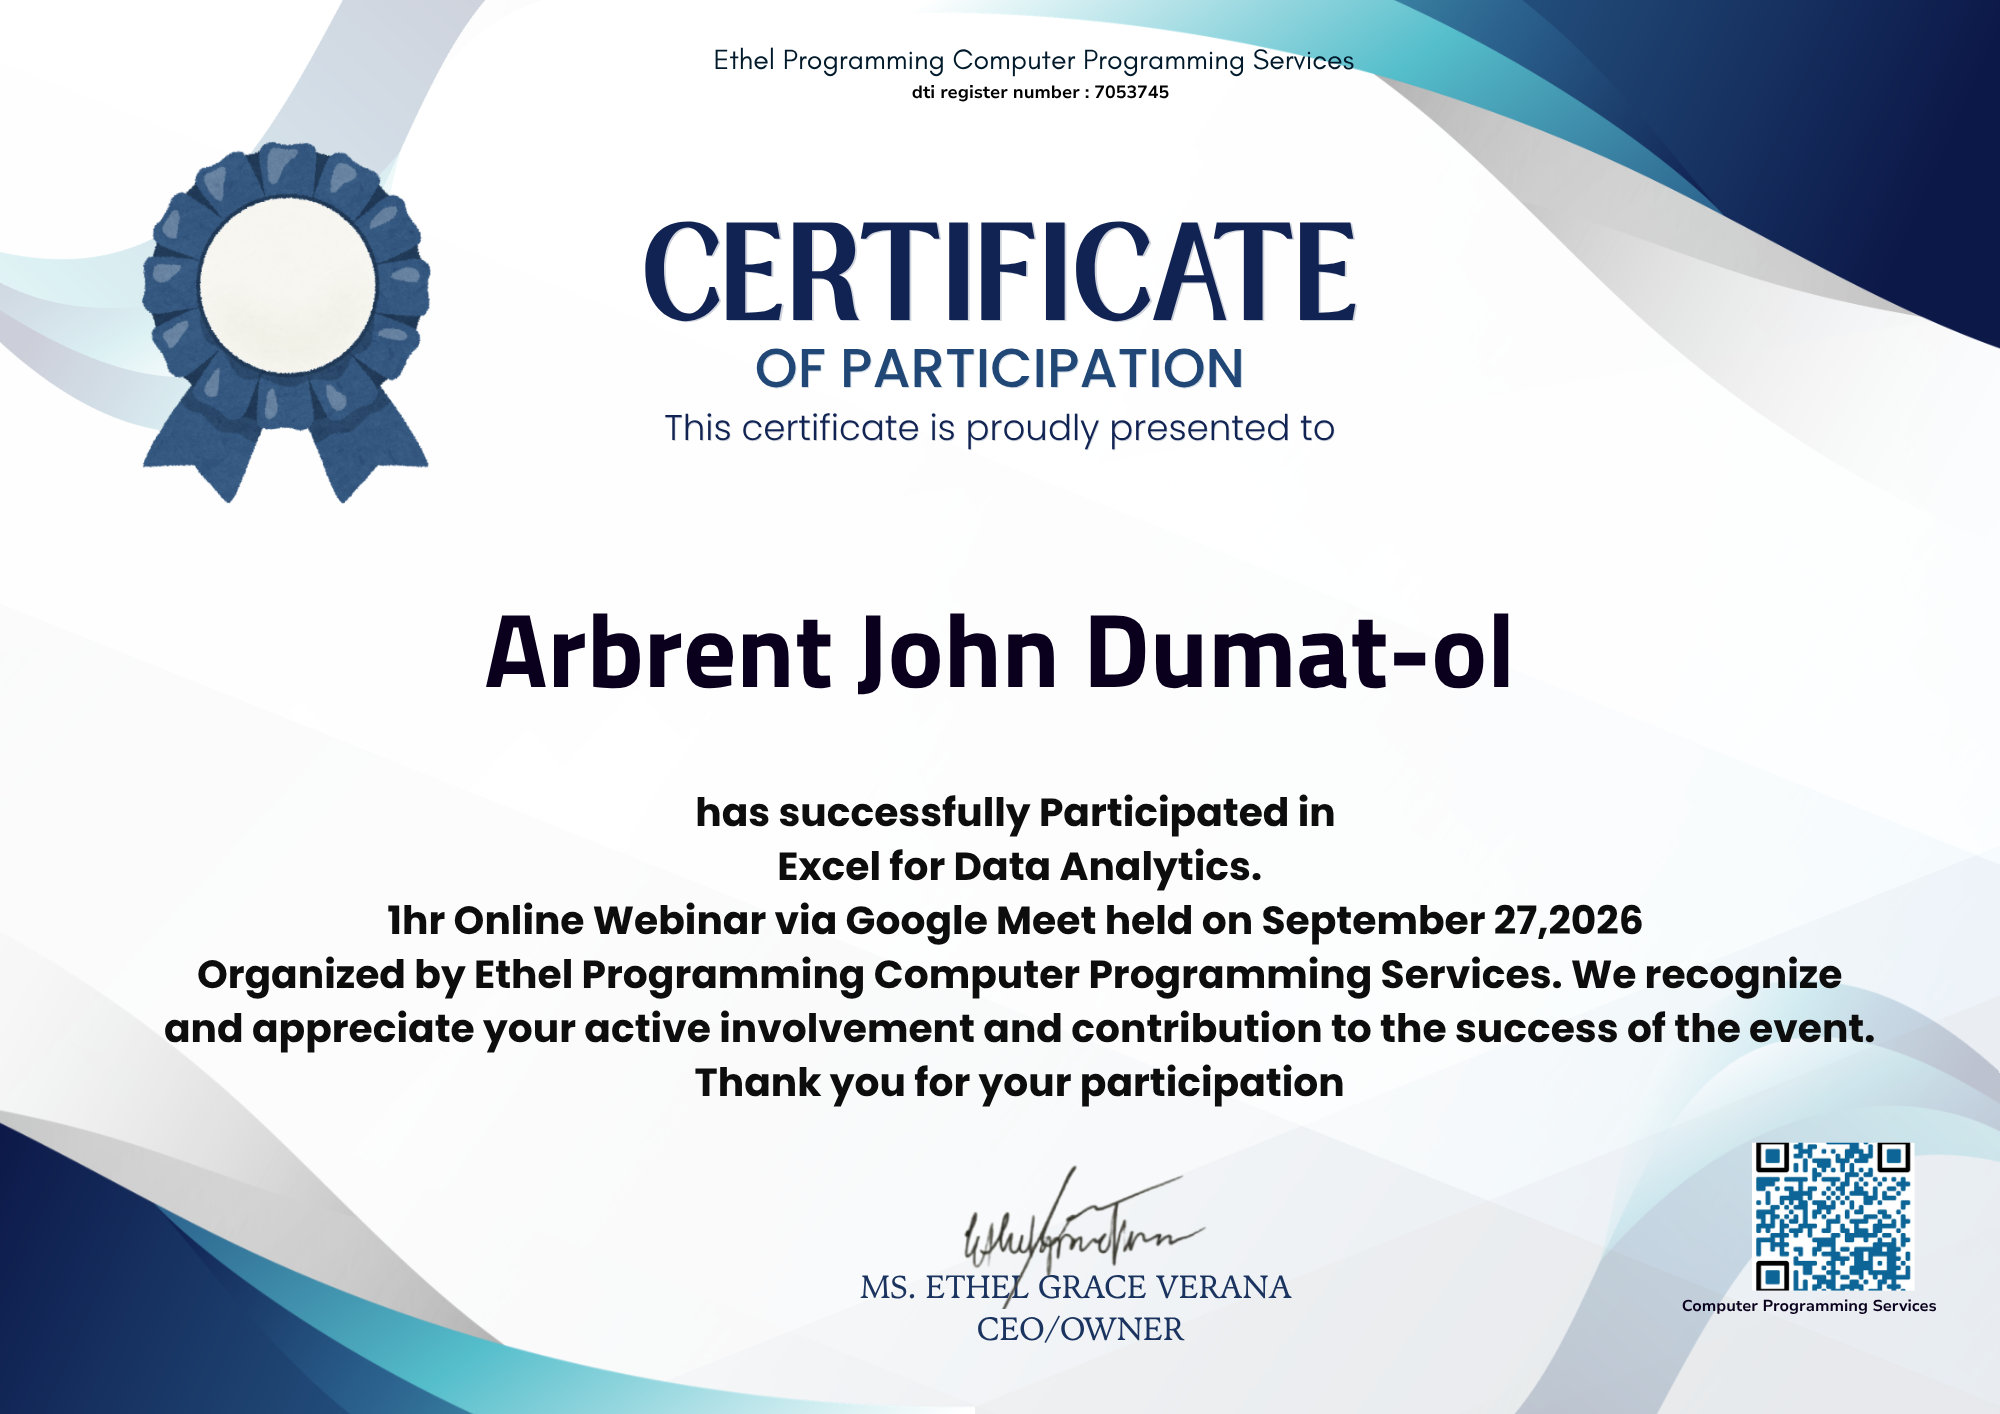 Ethel Programming Computer Programming Services
dti register number : 7053745
CERTIFICATE
OF PARTICIPATION
This certificate is proudly presented to
Arbrent John Dumat-ol
has successfully Participated in
Excel for Data Analytics.
1hr Online Webinar via Google Meet held on September 27,2026
Organized by Ethel Programming Computer Programming Services. We recognize
and appreciate your active involvement and contribution to the success of the event.
Thank you for your participation
MS. ETHEL GRACE VERANA
CEO/OWNER
Computer Programming Services